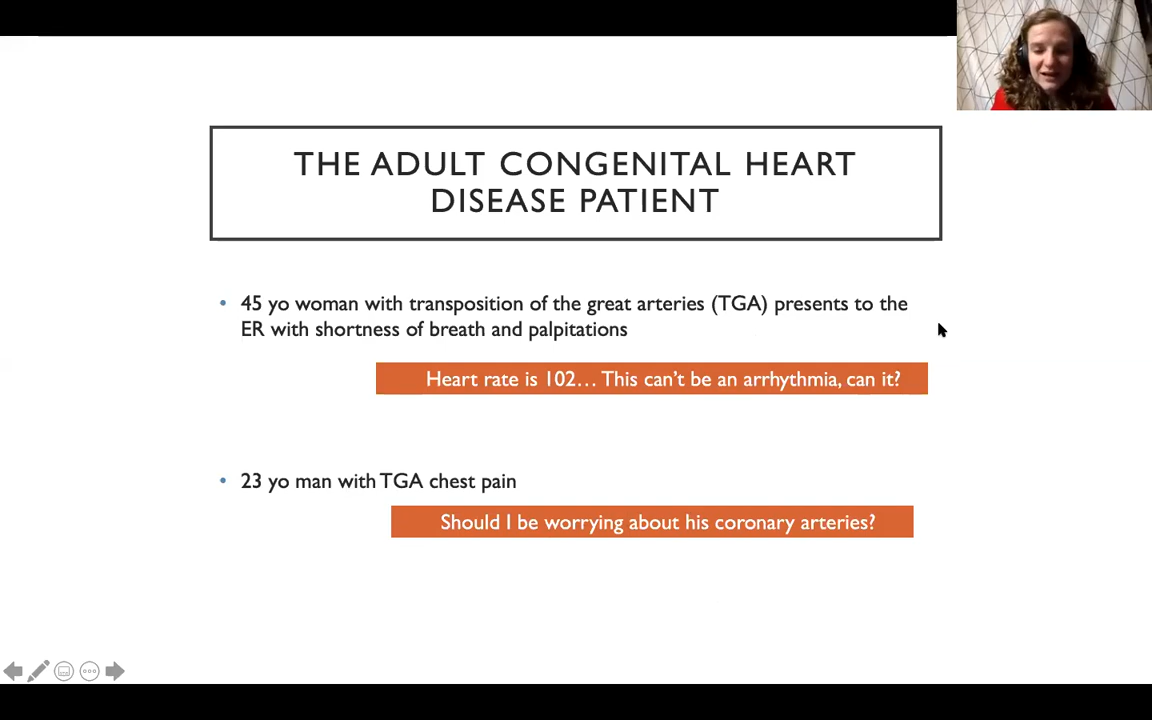 THE ADULT CONGENITAL HEART
DISEASE PATIENT
• 45 yo woman with transposition of the great arteries (TGA) presents to the
ER with shortness of breath and palpitations
Heart rate is 102… This can't be an arrhythmia, can it?
• 23 yo man with TGA chest pain
Should I be worrying about his coronary arteries?